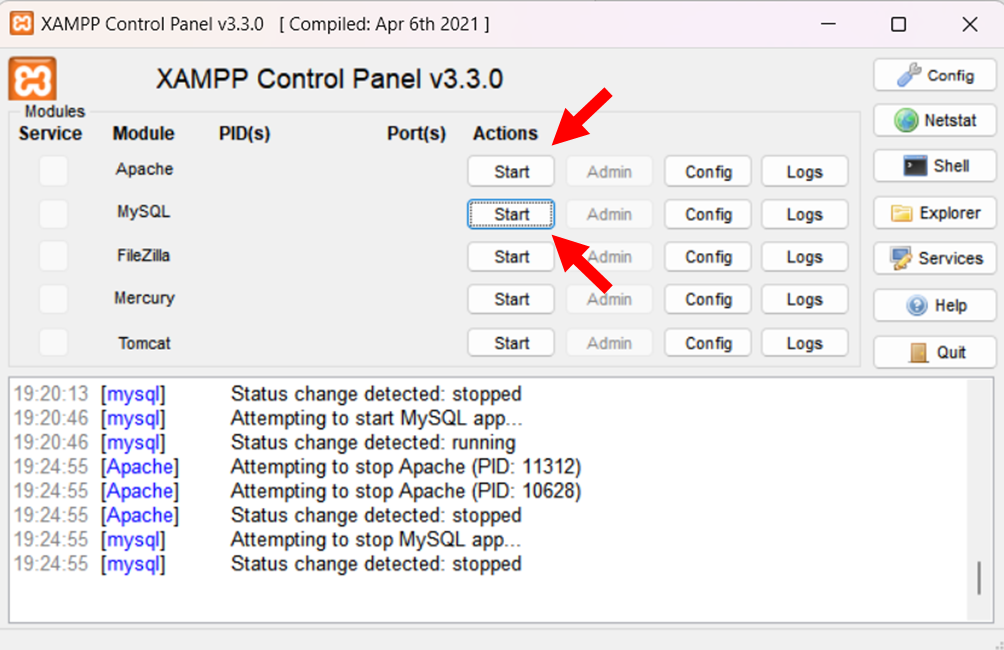 XAMPP Control Panel v3.3.0 [ Compiled: Apr 6th 2021 ]
XAMPP Control Panel v3.3.0
Config
Modules
Service Module PID(s) Port(s) Actions
Netstat
Apache Start Admin Config Logs
Shell
MySQL Start Admin Config Logs
Explorer
FileZilla Start Admin Config Logs
Services
Mercury Start Admin Config Logs
Help
Tomcat Start Admin Config Logs
Quit
19:20:13 [mysql] Status change detected: stopped
19:20:46 [mysql] Attempting to start MySQL app...
19:20:46 [mysql] Status change detected: running
19:24:55 [Apache] Attempting to stop Apache (PID: 11312)
19:24:55 [Apache] Attempting to stop Apache (PID: 10628)
19:24:55 [Apache] Status change detected: stopped
19:24:55 [mysql] Attempting to stop MySQL app...
19:24:55 [mysql] Status change detected: stopped